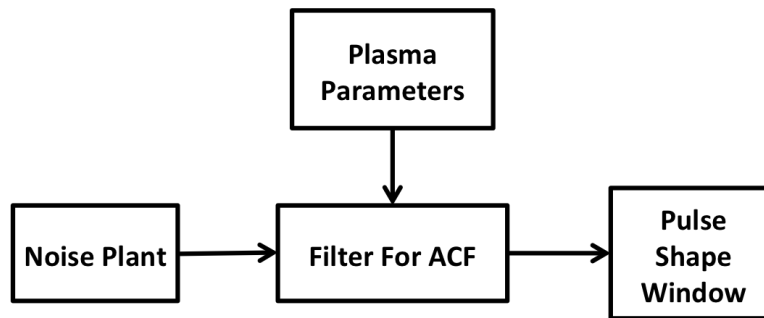 Plasma
Parameters
Noise Plant
Filter For ACF
Pulse
Shape
Window